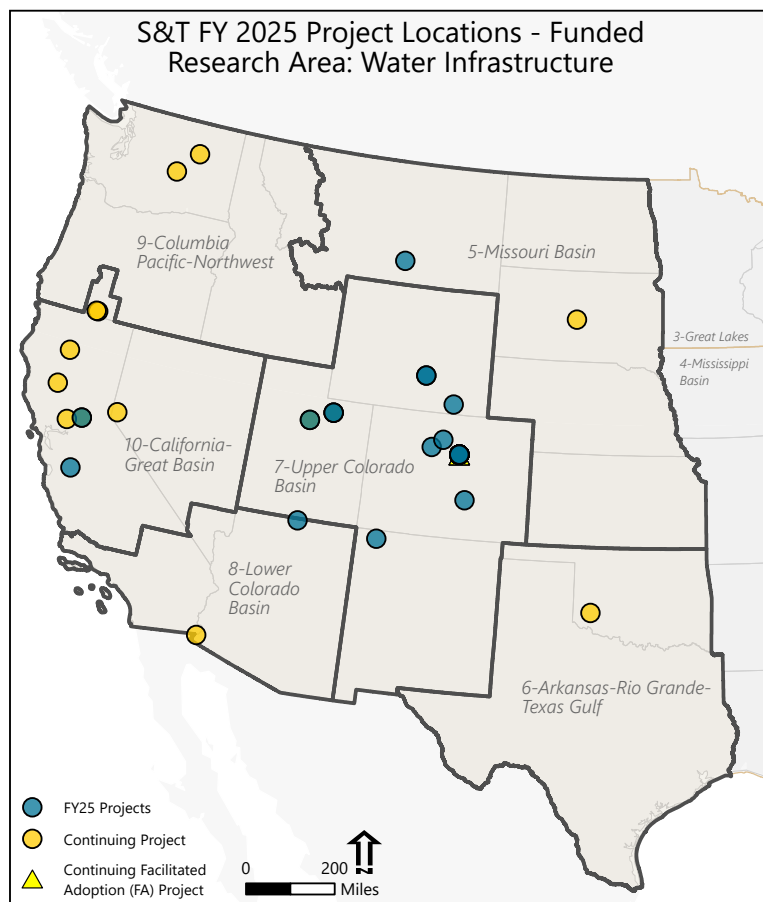 S&T FY 2025 Project Locations - Funded
Research Area: Water Infrastructure
9-Columbia
Pacific-Northwest
5-Missouri Basin
3-Great Lakes
4-Mississippi
Basin
10-California-
Great Basin
7-Upper Colorado
Basin
8-Lower
Colorado
Basin
6-Arkansas-Rio Grande-
Texas Gulf
FY25 Projects
Continuing Project
Continuing Facilitated
Adoption (FA) Project
0 200
Miles
N